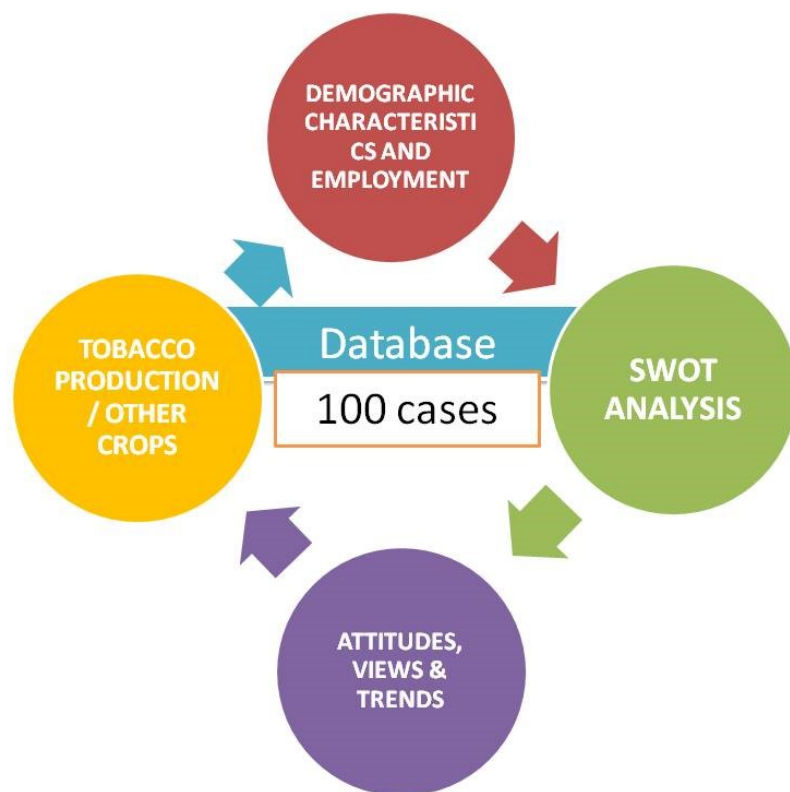 DEMOGRAPHIC
CHARACTERISTI
CS AND
EMPLOYMENT
Database
100 cases
TOBACCO
PRODUCTION
/ OTHER
CROPS
SWOT
ANALYSIS
ATTITUDES,
VIEWS &
TRENDS